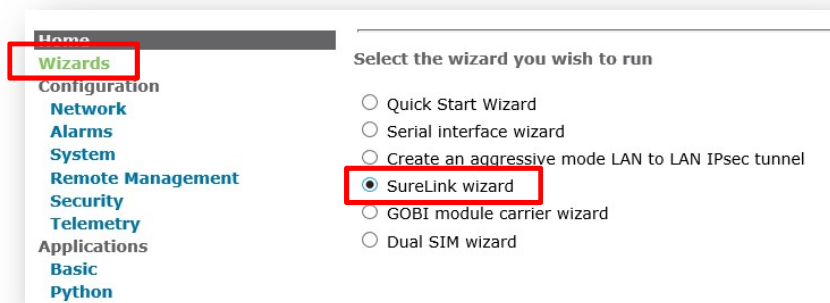 Home
Wizards
Configuration
Network
Alarms
System
Remote Management
Security
Telemetry
Applications
Basic
Python
Select the wizard you wish to run
Quick Start Wizard
Serial interface wizard
Create an aggressive mode LAN to LAN IPsec tunnel
SureLink wizard
GOBI module carrier wizard
Dual SIM wizard